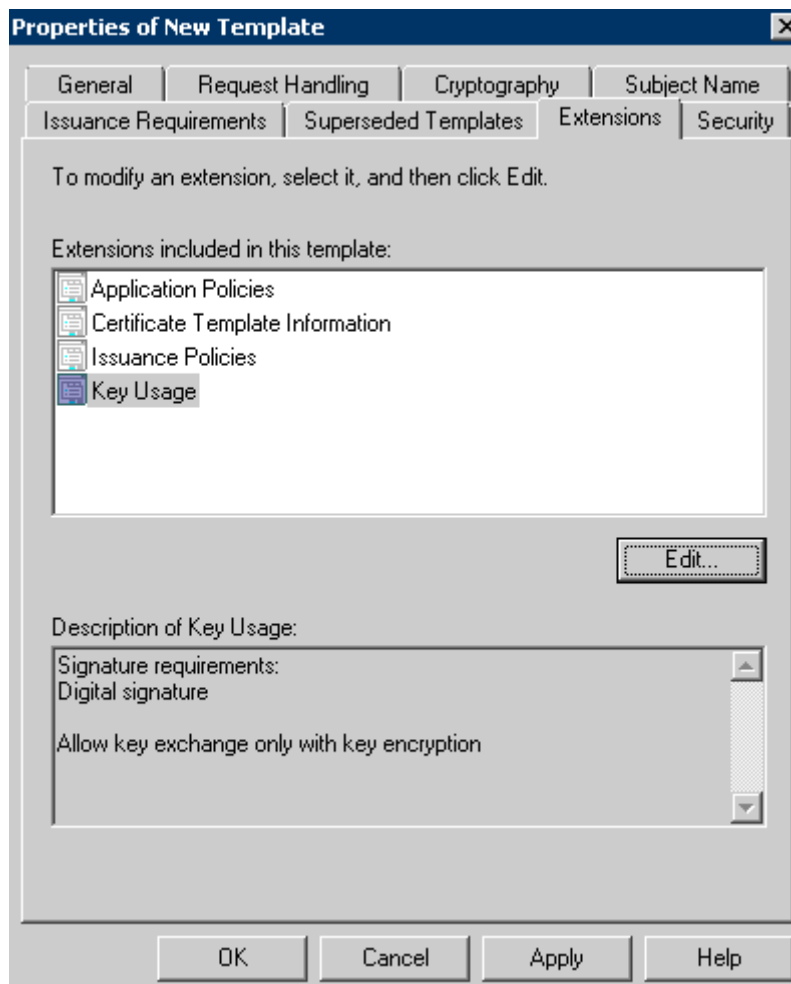 Properties of New Template
General
Request Handling
Cryptography
Subject Name
Issuance Requirements
Superseded Templates
Extensions
Security
To modify an extension, select it, and then click Edit.
Extensions included in this template:
Application Policies
Certificate Template Information
Issuance Policies
Key Usage
Edit...
Description of Key Usage:
Signature requirements:
Digital signature
Allow key exchange only with key encryption
OK
Cancel
Apply
Help